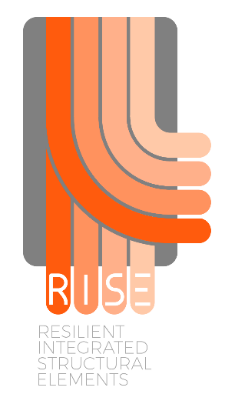 RISE
RESILIENT
INTEGRATED
STRUCTURAL
ELEMENTS